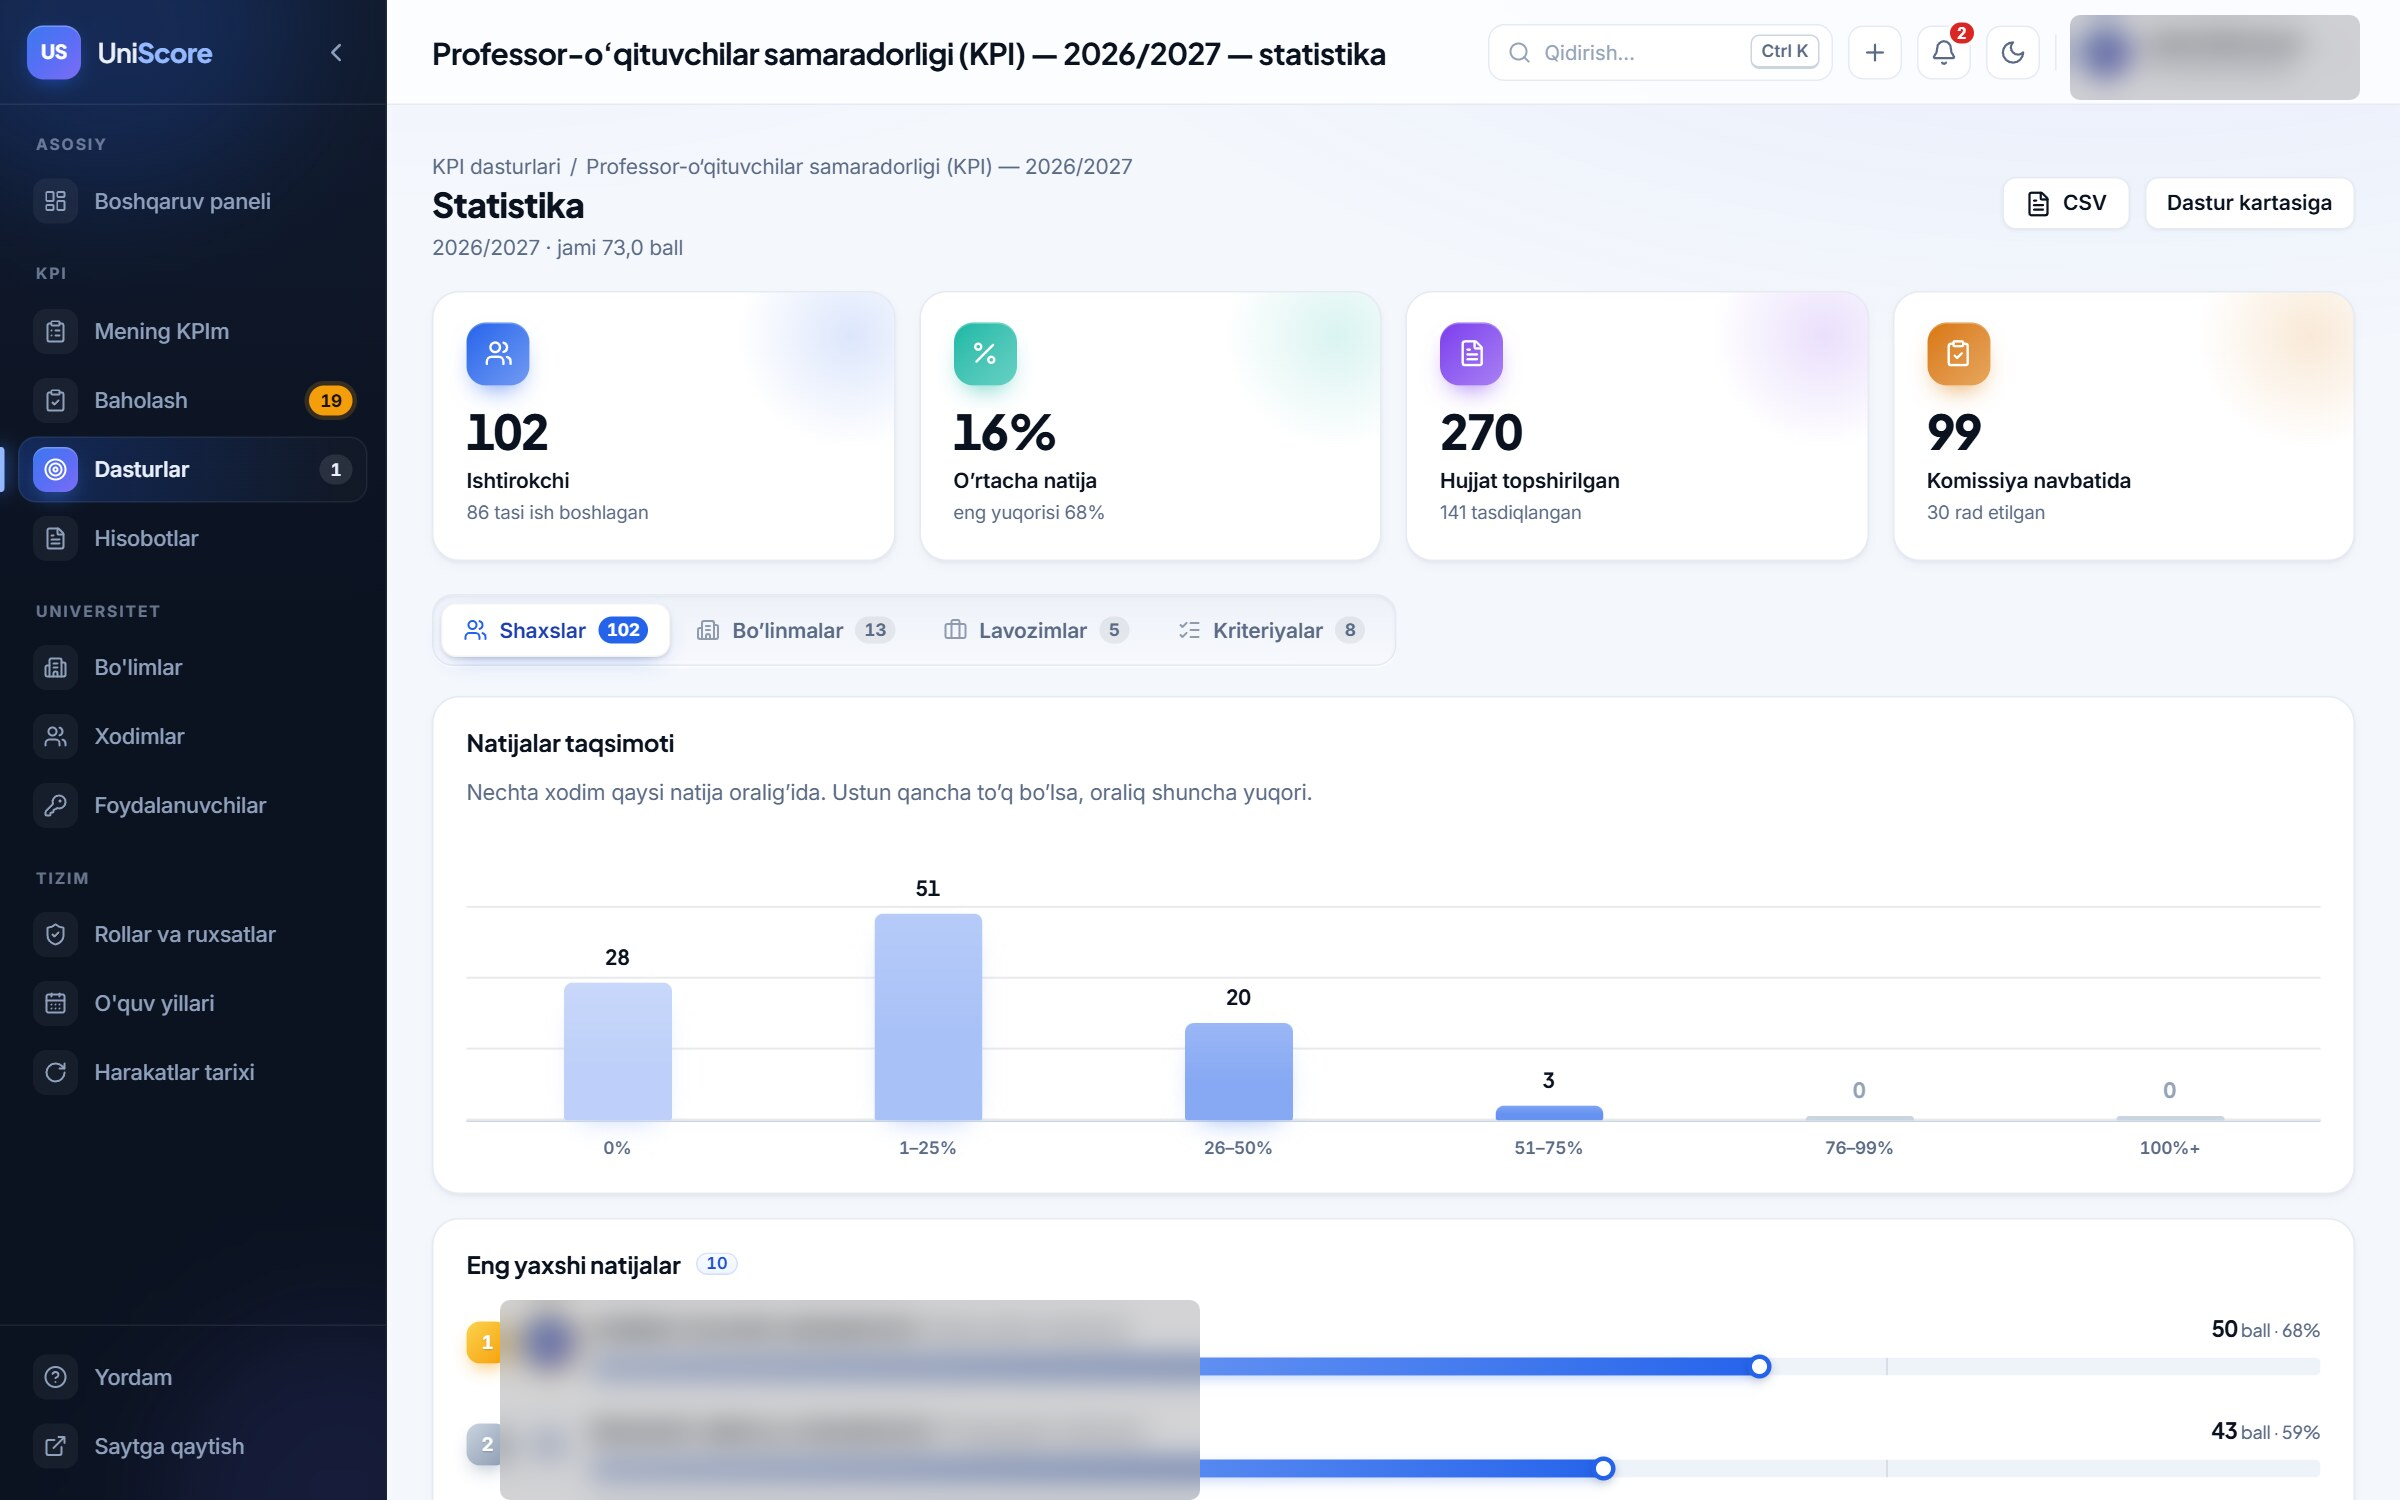 US UniScore
Professor-o‘qituvchilar samaradorligi (KPI) — 2026/2027 — statistika
Qidirish... Ctrl K
2
ASOSIY
Boshqaruv paneli
KPI
Mening KPIm
Baholash 19
Dasturlar 1
Hisobotlar
UNIVERSITET
Bo'limlar
Xodimlar
Foydalanuvchilar
TIZIM
Rollar va ruxsatlar
O'quv yillari
Harakatlar tarixi
Yordam
Saytga qaytish
KPI dasturlari / Professor-o‘qituvchilar samaradorligi (KPI) — 2026/2027
Statistika
2026/2027 · jami 73,0 ball
CSV
Dastur kartasiga
102
Ishtirokchi
86 tasi ish boshlagan
16%
O’rtacha natija
eng yuqorisi 68%
270
Hujjat topshirilgan
141 tasdiqlangan
99
Komissiya navbatida
30 rad etilgan
Shaxslar 102
Bo’linmalar 13
Lavozimlar 5
Kriteriyalar 8
Natijalar taqsimoti
Nechta xodim qaysi natija oralig’ida. Ustun qancha to’q bo’lsa, oraliq shuncha yuqori.
28 51 20 3 0 0
0% 1–25% 26–50% 51–75% 76–99% 100%+
Eng yaxshi natijalar 10
1 50 ball · 68%
2 43 ball · 59%